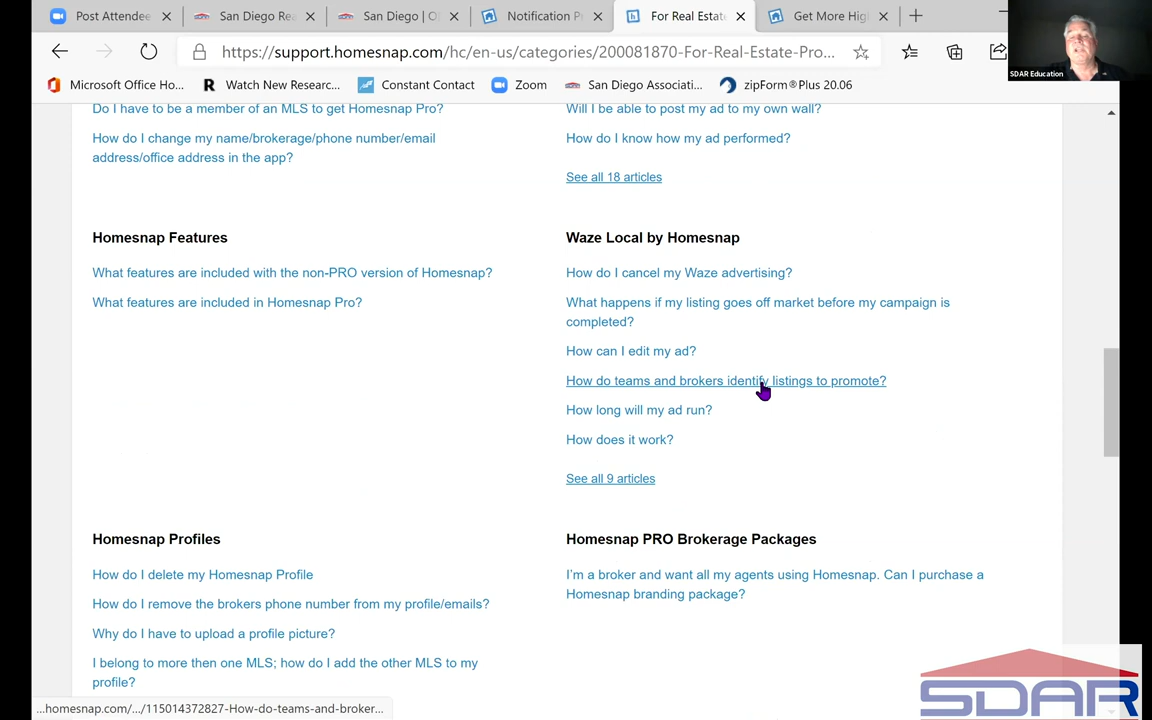 Post Attendee
San Diego Rea
San Diego | O
Notification P
For Real Estate
Get More High
https://support.homesnap.com/hc/en-us/categories/200081870-For-Real-Estate-Pro...
SDAR Education
Microsoft Office Ho...
Watch New Researc...
Constant Contact
Zoom
San Diego Associati...
zipForm®Plus 20.06
Do I have to be a member of an MLS to get Homesnap Pro?
How do I change my name/brokerage/phone number/email
address/office address in the app?
Will I be able to post my ad to my own wall?
How do I know how my ad performed?
See all 18 articles
Homesnap Features
What features are included with the non-PRO version of Homesnap?
What features are included in Homesnap Pro?
Waze Local by Homesnap
How do I cancel my Waze advertising?
What happens if my listing goes off market before my campaign is
completed?
How can I edit my ad?
How do teams and brokers identify listings to promote?
How long will my ad run?
How does it work?
See all 9 articles
Homesnap Profiles
How do I delete my Homesnap Profile
How do I remove the brokers phone number from my profile/emails?
Why do I have to upload a profile picture?
I belong to more then one MLS; how do I add the other MLS to my
profile?
Homesnap PRO Brokerage Packages
I'm a broker and want all my agents using Homesnap. Can I purchase a
Homesnap branding package?
...homesnap.com/.../115014372827-How-do-teams-and-broker...
SDAR